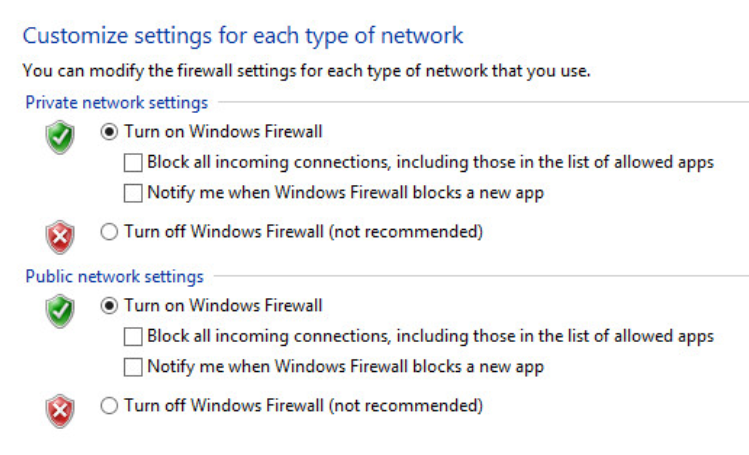 Customize settings for each type of network
You can modify the firewall settings for each type of network that you use.
Private network settings
Turn on Windows Firewall
Block all incoming connections, including those in the list of allowed apps
Notify me when Windows Firewall blocks a new app
Turn off Windows Firewall (not recommended)
Public network settings
Turn on Windows Firewall
Block all incoming connections, including those in the list of allowed apps
Notify me when Windows Firewall blocks a new app
Turn off Windows Firewall (not recommended)